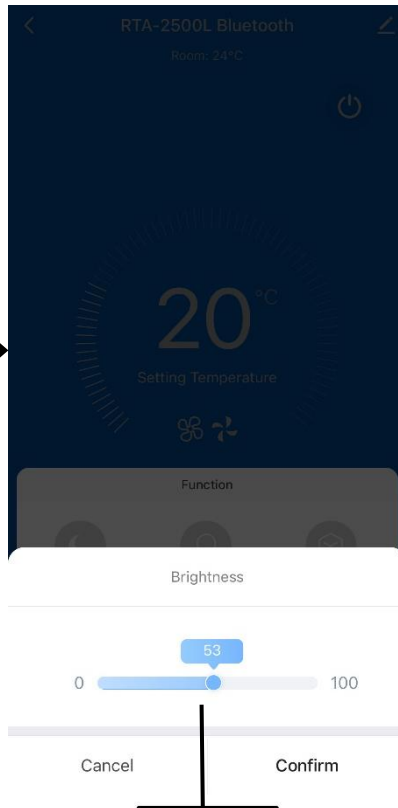 RTA-2500L Bluetooth
Room: 24°C
20 °C
Setting Temperature
Function
Brightness
53
0 100
Cancel Confirm